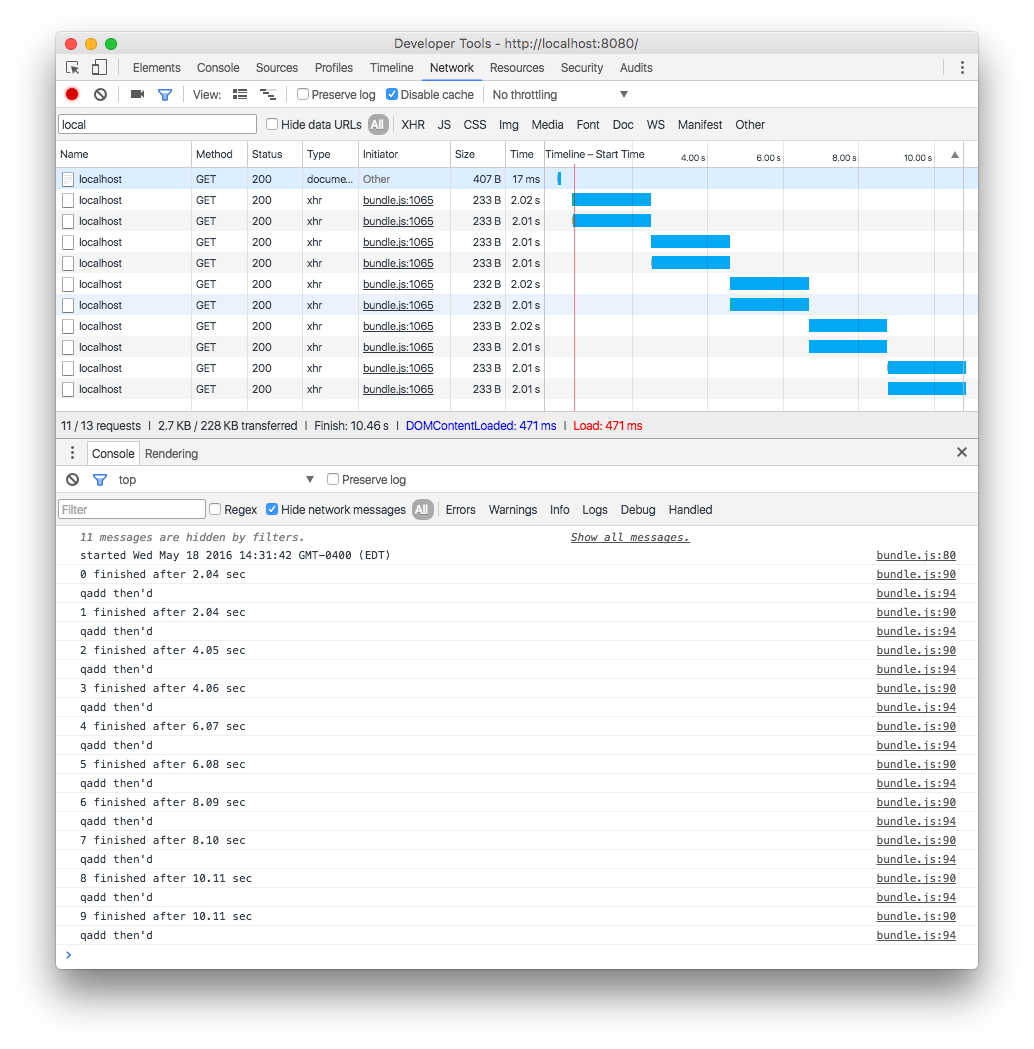 Developer Tools - http://localhost:8080/
Elements Console Sources Profiles Timeline Network Resources Security Audits
View: Preserve log Disable cache No throttling
local Hide data URLs All XHR JS CSS Img Media Font Doc WS Manifest Other
Name Method Status Type Initiator Size Time Timeline – Start Time 4.00 s 6.00 s 8.00 s 10.00 s
localhost GET 200 docume... Other 407 B 17 ms
localhost GET 200 xhr bundle.js:1065 233 B 2.02 s
localhost GET 200 xhr bundle.js:1065 233 B 2.01 s
localhost GET 200 xhr bundle.js:1065 233 B 2.01 s
localhost GET 200 xhr bundle.js:1065 233 B 2.01 s
localhost GET 200 xhr bundle.js:1065 232 B 2.02 s
localhost GET 200 xhr bundle.js:1065 232 B 2.01 s
localhost GET 200 xhr bundle.js:1065 233 B 2.02 s
localhost GET 200 xhr bundle.js:1065 233 B 2.01 s
localhost GET 200 xhr bundle.js:1065 233 B 2.01 s
localhost GET 200 xhr bundle.js:1065 233 B 2.01 s
11 / 13 requests | 2.7 KB / 228 KB transferred | Finish: 10.46 s | DOMContentLoaded: 471 ms | Load: 471 ms
Console Rendering
top Preserve log
Filter Regex Hide network messages All Errors Warnings Info Logs Debug Handled
11 messages are hidden by filters. Show all messages.
started Wed May 18 2016 14:31:42 GMT-0400 (EDT) bundle.js:80
0 finished after 2.04 sec bundle.js:90
qadd then'd bundle.js:94
1 finished after 2.04 sec bundle.js:90
qadd then'd bundle.js:94
2 finished after 4.05 sec bundle.js:90
qadd then'd bundle.js:94
3 finished after 4.06 sec bundle.js:90
qadd then'd bundle.js:94
4 finished after 6.07 sec bundle.js:90
qadd then'd bundle.js:94
5 finished after 6.08 sec bundle.js:90
qadd then'd bundle.js:94
6 finished after 8.09 sec bundle.js:90
qadd then'd bundle.js:94
7 finished after 8.10 sec bundle.js:90
qadd then'd bundle.js:94
8 finished after 10.11 sec bundle.js:90
qadd then'd bundle.js:94
9 finished after 10.11 sec bundle.js:90
qadd then'd bundle.js:94